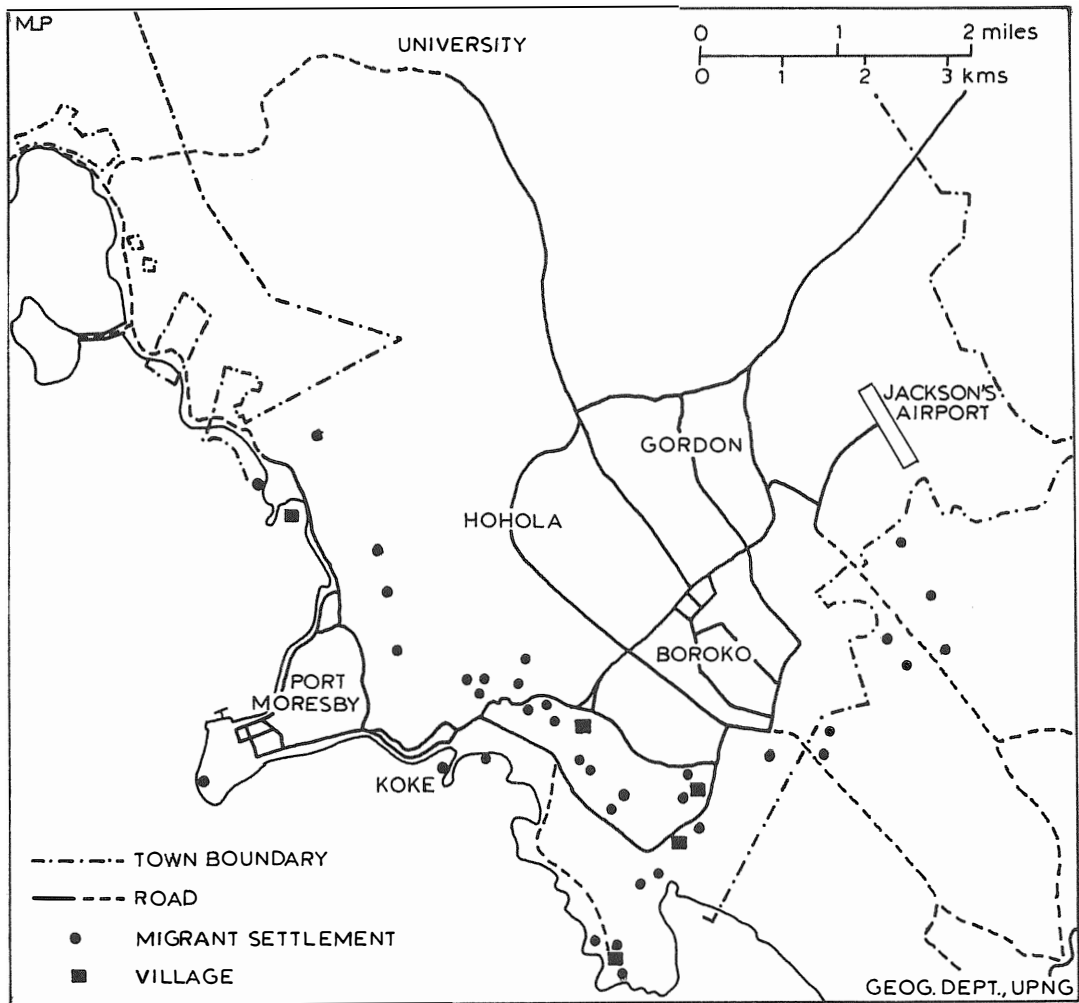 MLP
UNIVERSITY
0 1 2 miles
0 1 2 3 kms
JACKSON'S
AIRPORT
GORDON
HOHOLA
BOROKO
PORT
MORESBY
KOKE
TOWN BOUNDARY
ROAD
MIGRANT SETTLEMENT
VILLAGE
GEOG. DEPT., UPNG